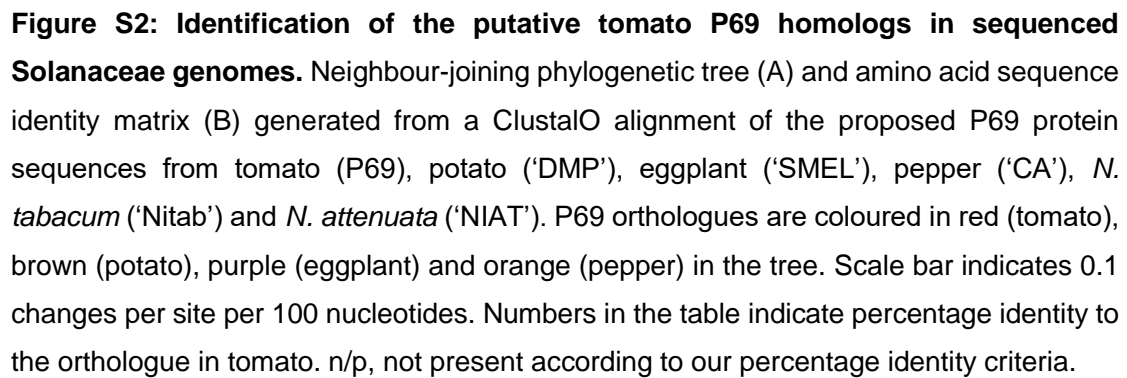 Figure S2: Identification of the putative tomato P69 homologs in sequenced
Solanaceae genomes. Neighbour-joining phylogenetic tree (A) and amino acid sequence
identity matrix (B) generated from a ClustalO alignment of the proposed P69 protein
sequences from tomato (P69), potato (‘DMP’), eggplant (‘SMEL’), pepper (‘CA’), N.
tabacum (‘Nitab’) and N. attenuata (‘NIAT’). P69 orthologues are coloured in red (tomato),
brown (potato), purple (eggplant) and orange (pepper) in the tree. Scale bar indicates 0.1
changes per site per 100 nucleotides. Numbers in the table indicate percentage identity to
the orthologue in tomato. n/p, not present according to our percentage identity criteria.